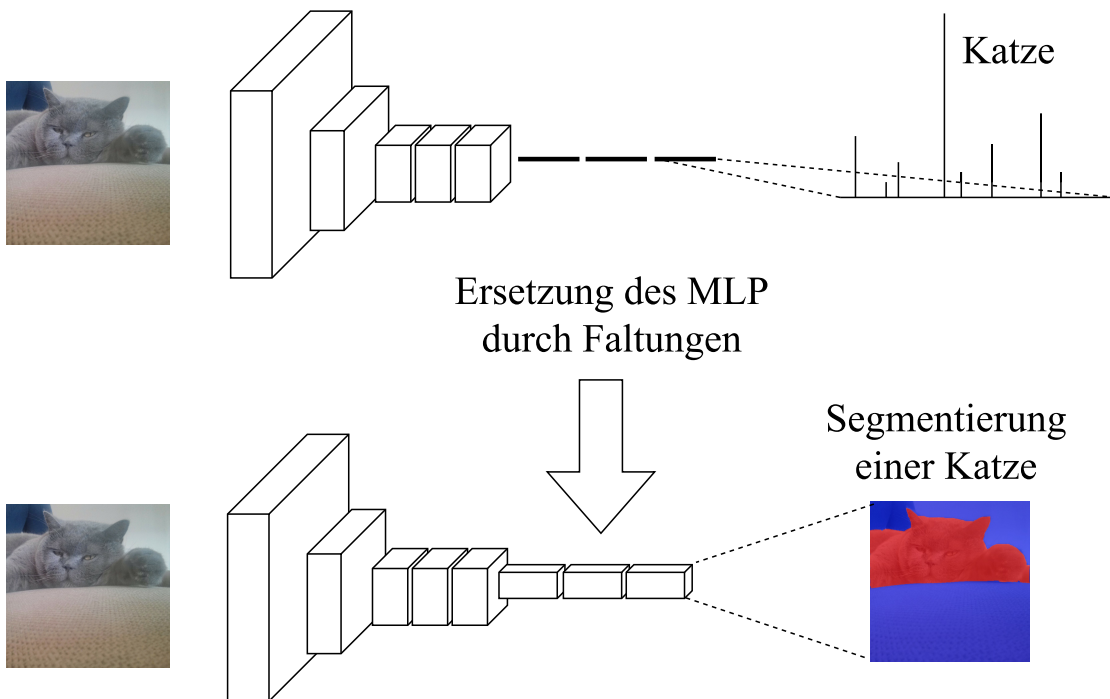 Katze
Ersetzung des MLP
durch Faltungen
Segmentierung
einer Katze